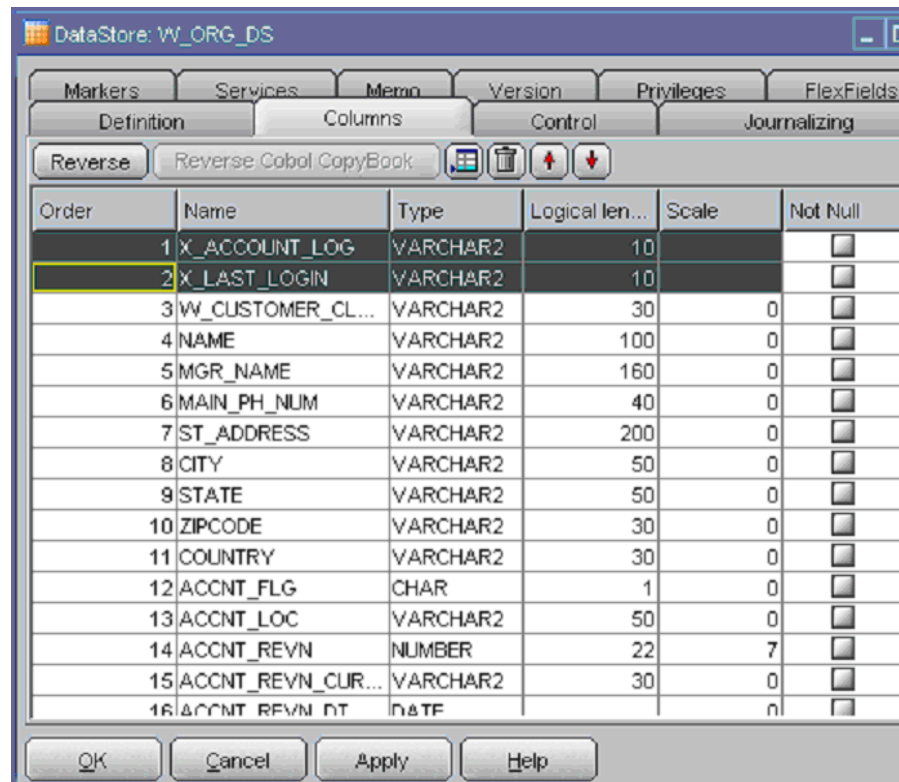 DataStore: W_ORG_DS
Markers Services Memo Version Privileges FlexFields
Definition Columns Control Journalizing
Reverse Reverse Cobol CopyBook
Order Name Type Logical len... Scale Not Null
1 X_ACCOUNT_LOG VARCHAR2 10
2 X_LAST_LOGIN VARCHAR2 10
3 W_CUSTOMER_CL... VARCHAR2 30 0
4 NAME VARCHAR2 100 0
5 MGR_NAME VARCHAR2 160 0
6 MAIN_PH_NUM VARCHAR2 40 0
7 ST_ADDRESS VARCHAR2 200 0
8 CITY VARCHAR2 50 0
9 STATE VARCHAR2 50 0
10 ZIPCODE VARCHAR2 30 0
11 COUNTRY VARCHAR2 30 0
12 ACCNT_FLG CHAR 1 0
13 ACCNT_LOC VARCHAR2 50 0
14 ACCNT_REVN NUMBER 22 7
15 ACCNT_REVN_CUR... VARCHAR2 30 0
16 ACCNT_REVN_DT DATE 0
OK Cancel Apply Help